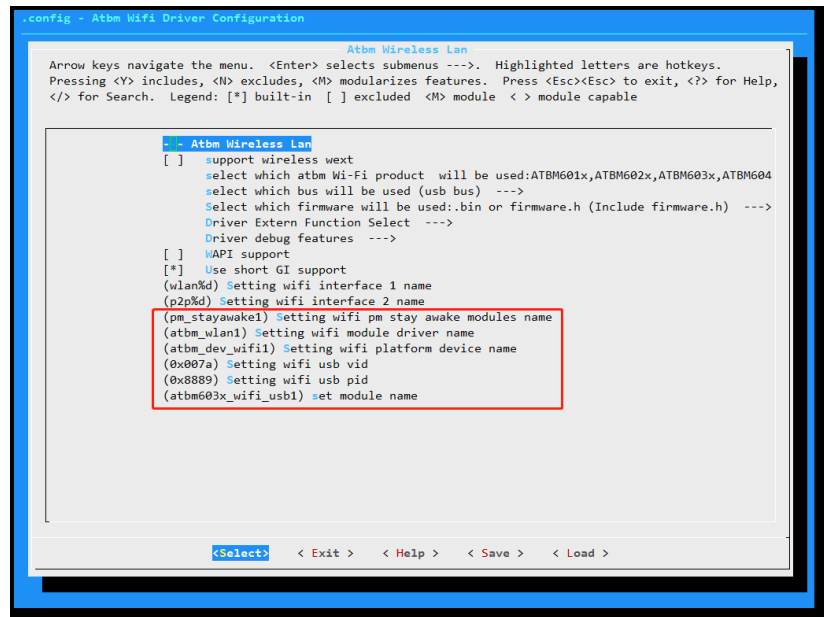 .config - Atbm Wifi Driver Configuration
Atbm Wireless Lan
Arrow keys navigate the menu.  <Enter> selects submenus --->.  Highlighted letters are hotkeys.
Pressing <Y> includes, <N> excludes, <M> modularizes features.  Press <Esc><Esc> to exit, <?> for Help,
</> for Search.  Legend: [*] built-in  [ ] excluded  <M> module  < > module capable
--- Atbm Wireless Lan
[ ]   support wireless wext
select which atbm Wi-Fi product  will be used:ATBM601x,ATBM602x,ATBM603x,ATBM604
select which bus will be used (usb bus)  --->
Select which firmware will be used:.bin or firmware.h (Include firmware.h)  --->
Driver Extern Function Select  --->
Driver debug features  --->
[ ]   WAPI support
[*]   Use short GI support
(wlan%d) Setting wifi interface 1 name
(p2p%d) Setting wifi interface 2 name
(pm_stayawake1) Setting wifi pm stay awake modules name
(atbm_wlan1) Setting wifi module driver name
(atbm_dev_wifi1) Setting wifi platform device name
(0x007a) Setting wifi usb vid
(0x8889) Setting wifi usb pid
(atbm603x_wifi_usb1) set module name
<Select>    < Exit >    < Help >    < Save >    < Load >